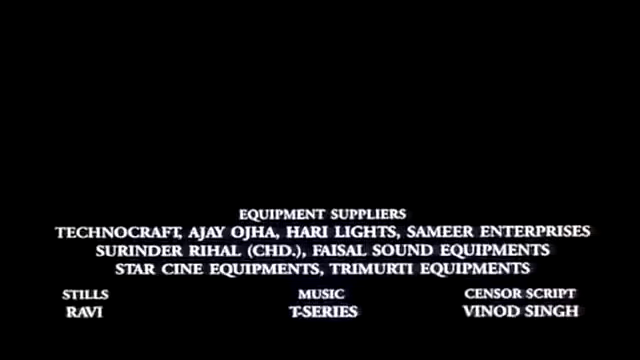 EQUIPMENT SUPPLIERS
TECHNOCRAFT, AJAY OJHA, HARI LIGHTS, SAMEER ENTERPRISES
SURINDER RIHAL (CHD.), FAISAL SOUND EQUIPMENTS
STAR CINE EQUIPMENTS, TRIMURTI EQUIPMENTS
STILLS MUSIC CENSOR SCRIPT
RAVI T-SERIES VINOD SINGH